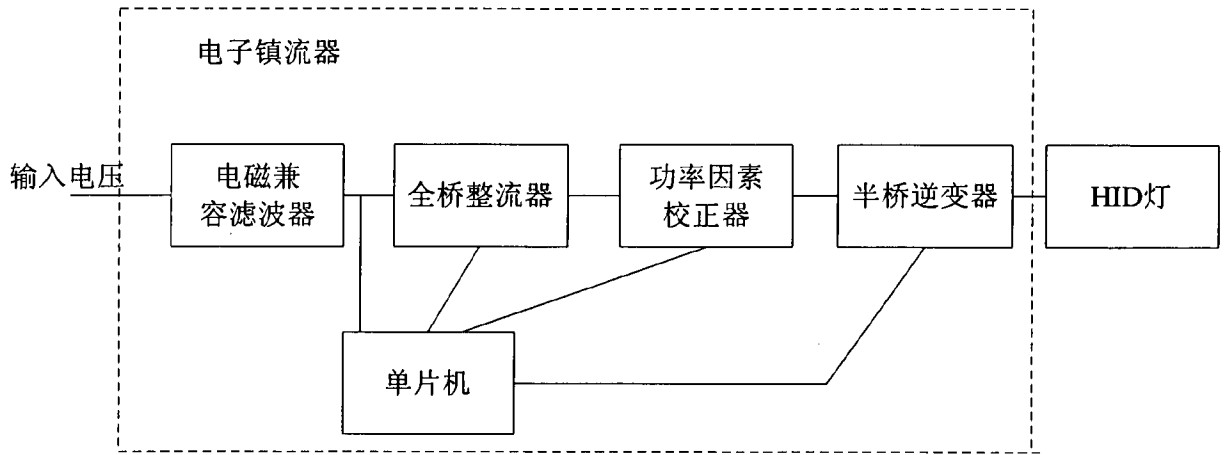 电子镇流器
输入电压
电磁兼
容滤波器
全桥整流器
功率因素
校正器
半桥逆变器
HID灯
单片机